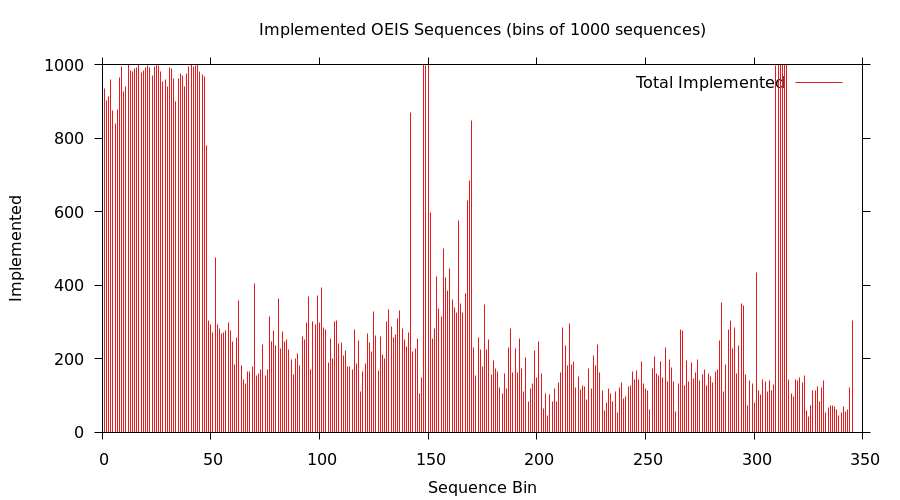 Implemented OEIS Sequences (bins of 1000 sequences)
1000
Total Implemented
800
600
400
200
0
Implemented
0 50 100 150 200 250 300 350
Sequence Bin